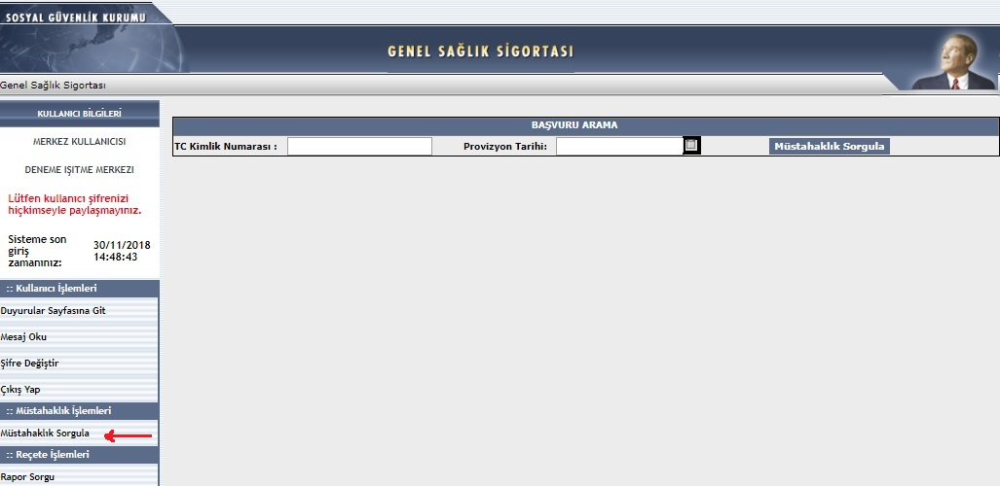 SOSYAL GÜVENLİK KURUMU
GENEL SAĞLIK SİGORTASI
Genel Sağlık Sigortası
KULLANICI BİLGİLERİ
MERKEZ KULLANICISI
DENEME IŞITME MERKEZI
Lütfen kullanıcı şifrenizi
hiçkimseyle paylaşmayınız.
Sisteme son
giriş
zamanınız:
30/11/2018
14:48:43
:: Kullanıcı İşlemleri
Duyurular Sayfasına Git
Mesaj Oku
Şifre Değiştir
Çıkış Yap
:: Müstahaklık İşlemleri
Müstahaklık Sorgula
:: Reçete İşlemleri
Rapor Sorgu
BAŞVURU ARAMA
TC Kimlik Numarası : Provizyon Tarihi: Müstahaklık Sorgula